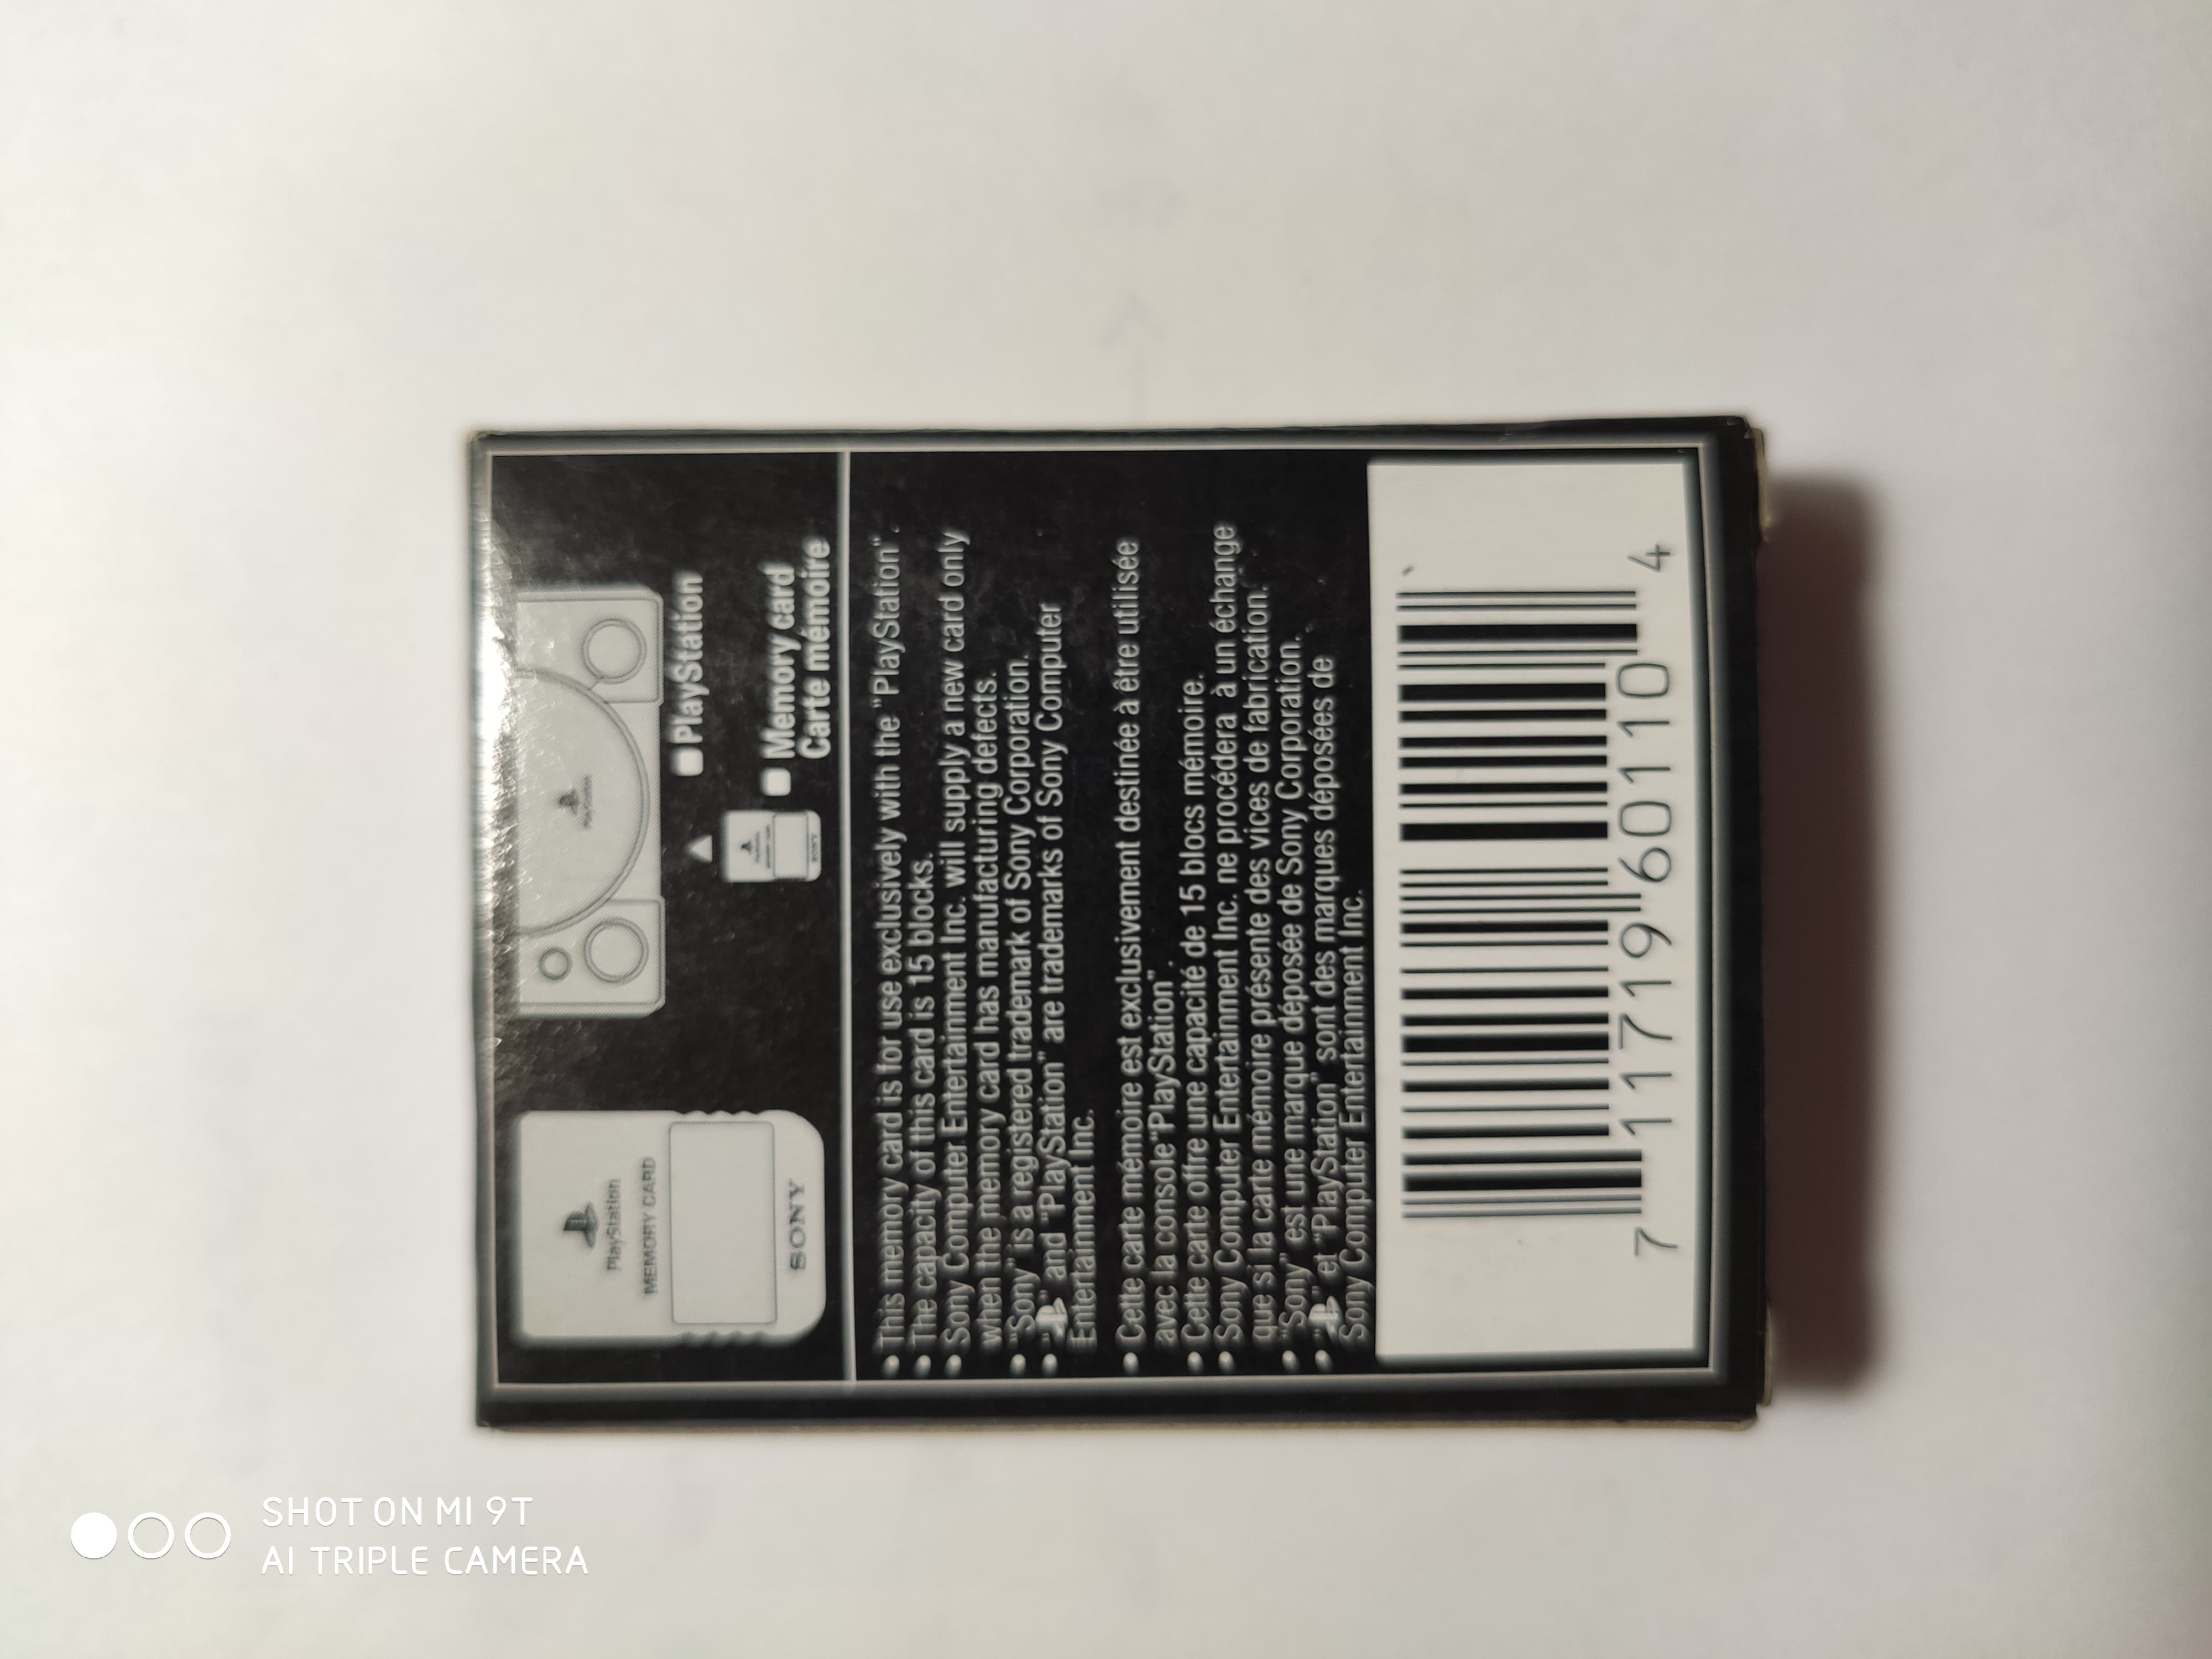 PlayStation
MEMORY CARD
SONY
PlayStation
Memory card
Carte mémoire
• This memory card is for use exclusively with the "PlayStation".
• The capacity of this card is 15 blocks.
• Sony Computer Entertainment Inc. will supply a new card only
when the memory card has manufacturing defects.
• "Sony" is a registered trademark of Sony Corporation.
• " " and "PlayStation" are trademarks of Sony Computer
Entertainment Inc.
• Cette carte mémoire est exclusivement destinée à être utilisée
avec la console "PlayStation".
• Cette carte offre une capacité de 15 blocs mémoire.
• Sony Computer Entertainment Inc. ne procédera à un échange
que si la carte mémoire présente des vices de fabrication.
• "Sony" est une marque déposée de Sony Corporation.
• " " et "PlayStation" sont des marques déposées de
Sony Computer Entertainment Inc.
7 11719 60110 4
SHOT ON MI 9T
AI TRIPLE CAMERA